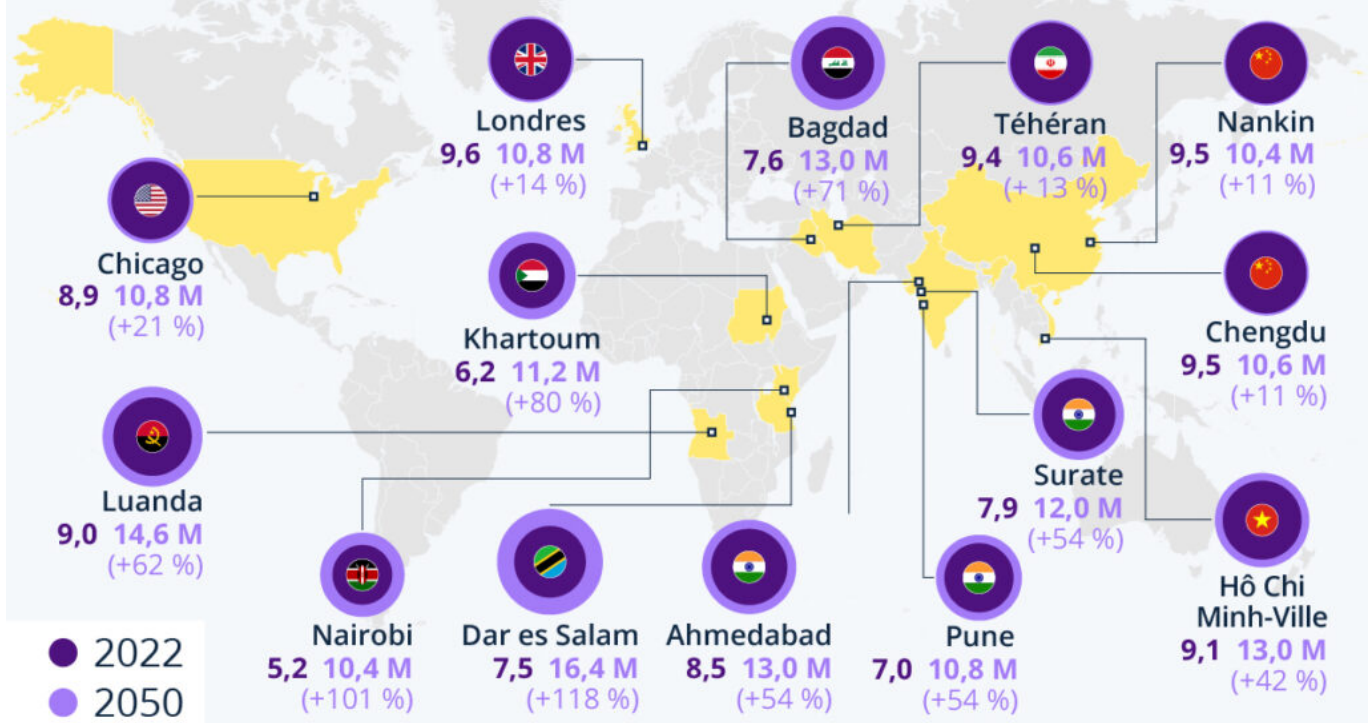 Londres
9,6 10,8 M
(+14 %)
Bagdad
7,6 13,0 M
(+71 %)
Téhéran
9,4 10,6 M
(+ 13 %)
Nankin
9,5 10,4 M
(+11 %)
Chicago
8,9 10,8 M
(+21 %)
Khartoum
6,2 11,2 M
(+80 %)
Chengdu
9,5 10,6 M
(+11 %)
Luanda
9,0 14,6 M
(+62 %)
Surate
7,9 12,0 M
(+54 %)
Nairobi
5,2 10,4 M
(+101 %)
Dar es Salam
7,5 16,4 M
(+118 %)
Ahmedabad
8,5 13,0 M
(+54 %)
Pune
7,0 10,8 M
(+54 %)
Hô Chi
Minh-Ville
9,1 13,0 M
(+42 %)
2022
2050